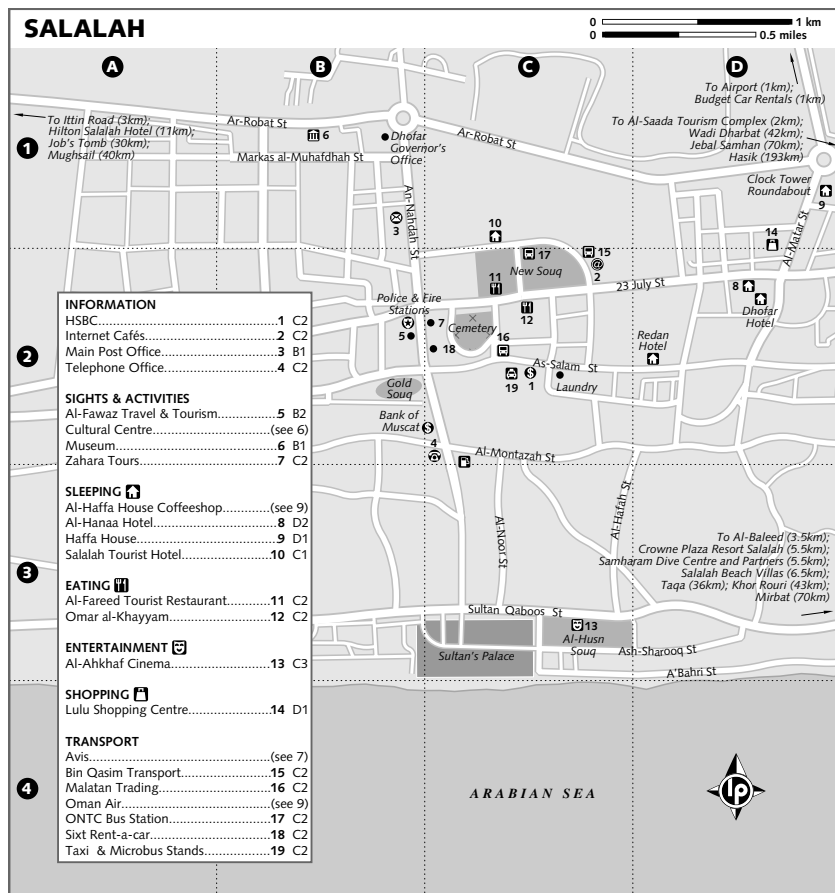 SALALAH
0 1 km
0 0.5 miles
A
B
C
D
To Airport (1km);
Budget Car Rentals (1km)
To Ittin Road (3km);
Hilton Salalah Hotel (11km);
Job's Tomb (30km);
Mughsail (40km)
Ar-Robat St
6
Dhofar
Governor's
Office
Ar-Robat St
To Al-Saada Tourism Complex (2km);
Wadi Dharbat (42km);
Jebal Samhan (70km);
Hasik (193km)
1
Markas al-Muhafdhah St
Clock Tower
Roundabout
9
An-Nahdah St
3
10
14
Al-Matar St
17
15
@
2
New Souq
11
23 July St
8
Dhofar
Hotel
12
Police & Fire
Stations
7
Cemetery
5
18
16
Redan
Hotel
2
As-Salam St
19
$
1
Laundry
Gold
Souq
Bank of
Muscat
$
4
Al-Montazah St
Al-Noor St
Al-Hafah St
To Al-Baleed (3.5km);
Crowne Plaza Resort Salalah (5.5km);
Samharam Dive Centre and Partners (5.5km);
Salalah Beach Villas (6.5km);
Taqa (36km); Khor Rouri (43km);
Mirbat (70km)
3
Sultan Qaboos St
13
Al-Husn
Souq
Sultan's Palace
Ash-Sharooq St
A'Bahri St
4
ARABIAN SEA
lp
INFORMATION
HSBC..............................1 C2
Internet Cafés....................2 C2
Main Post Office..................3 B1
Telephone Office..................4 C2
SIGHTS & ACTIVITIES
Al-Fawaz Travel & Tourism.........5 B2
Cultural Centre...................(see 6)
Museum............................6 B1
Zahara Tours......................7 C2
SLEEPING
Al-Haffa House Coffeeshop.........(see 9)
Al-Hanaa Hotel....................8 D2
Haffa House.......................9 D1
Salalah Tourist Hotel.............10 C1
EATING
Al-Fareed Tourist Restaurant......11 C2
Omar al-Khayyam...................12 C2
ENTERTAINMENT
Al-Ahkhaf Cinema..................13 C3
SHOPPING
Lulu Shopping Centre..............14 D1
TRANSPORT
Avis..............................(see 7)
Bin Qasim Transport...............15 C2
Malatan Trading...................16 C2
Oman Air..........................(see 9)
ONTC Bus Station..................17 C2
Sixt Rent-a-car...................18 C2
Taxi & Microbus Stands............19 C2